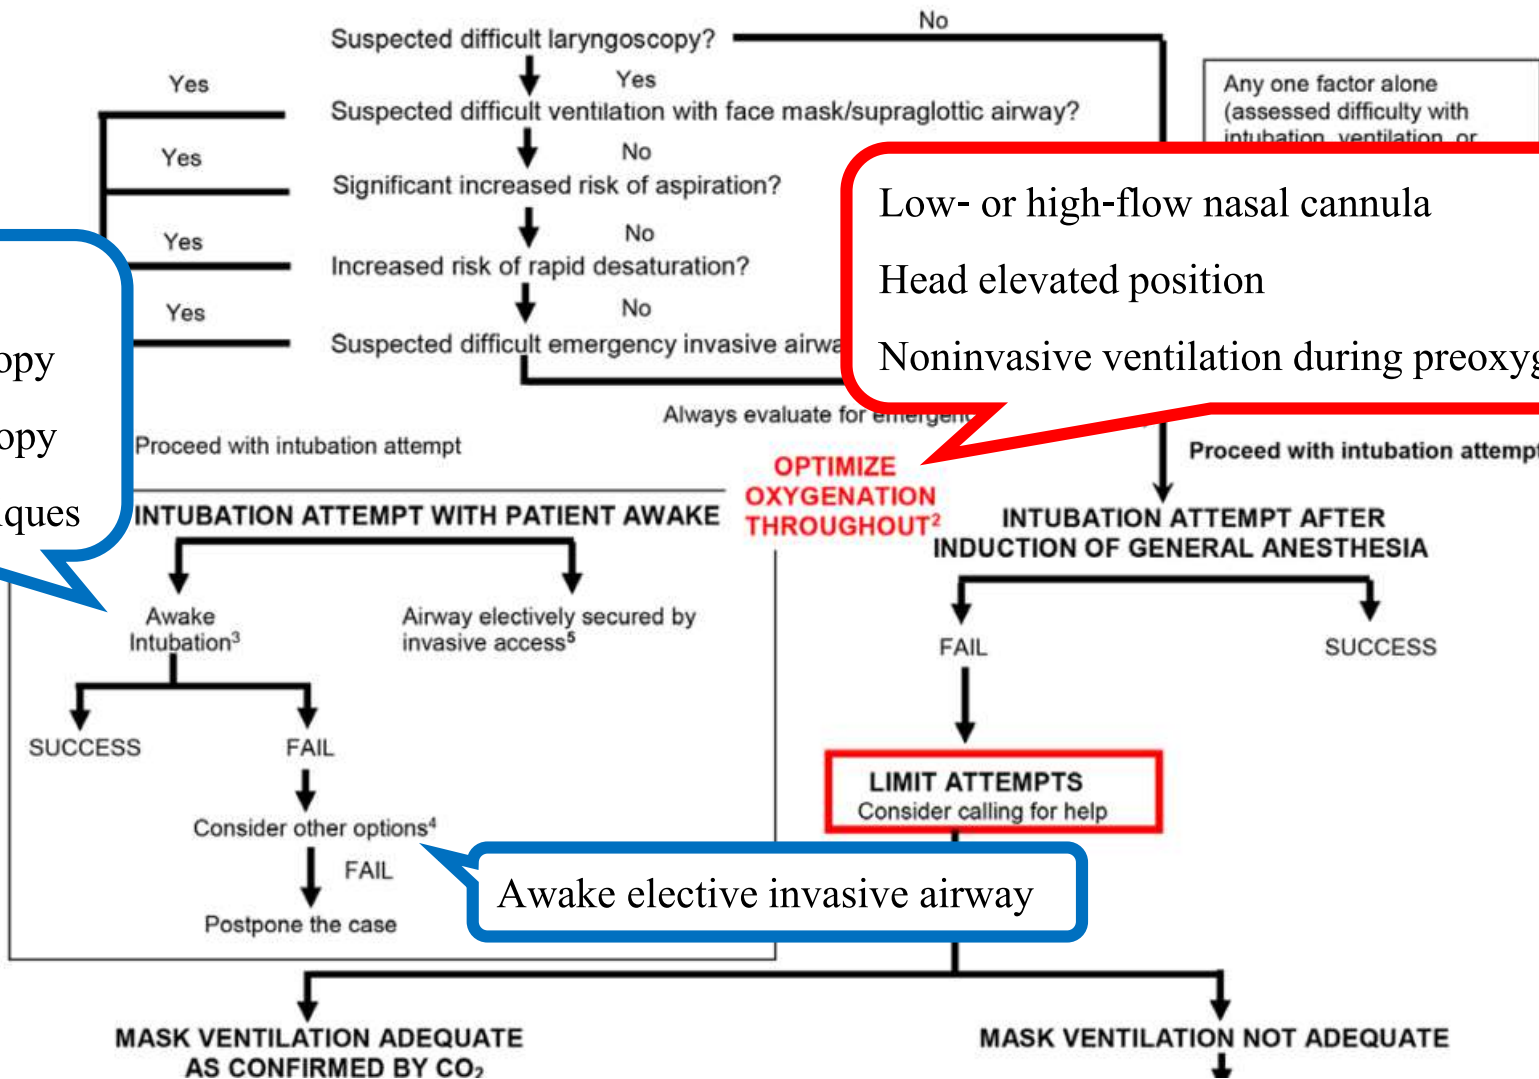 No
Suspected difficult laryngoscopy?
Yes
Yes
Suspected difficult ventilation with face mask/supraglottic airway?
Any one factor alone
(assessed difficulty with
intubation, ventilation, or
Yes
No
Significant increased risk of aspiration?
Yes
No
Increased risk of rapid desaturation?
Yes
No
Suspected difficult emergency invasive
Low- or high-flow nasal cannula
Head elevated position
Noninvasive ventilation during
Always evaluate for
Proceed with intubation attempt
Proceed with intubation attempt
OPTIMIZE
OXYGENATION
THROUGHOUT²
INTUBATION ATTEMPT WITH PATIENT AWAKE
INTUBATION ATTEMPT AFTER
INDUCTION OF GENERAL ANESTHESIA
Awake
Intubation³
Airway electively secured by
invasive access⁵
FAIL
SUCCESS
SUCCESS
FAIL
LIMIT ATTEMPTS
Consider calling for help
Consider other options⁴
FAIL
Awake elective invasive airway
Postpone the case
MASK VENTILATION ADEQUATE
AS CONFIRMED BY CO₂
MASK VENTILATION NOT ADEQUATE